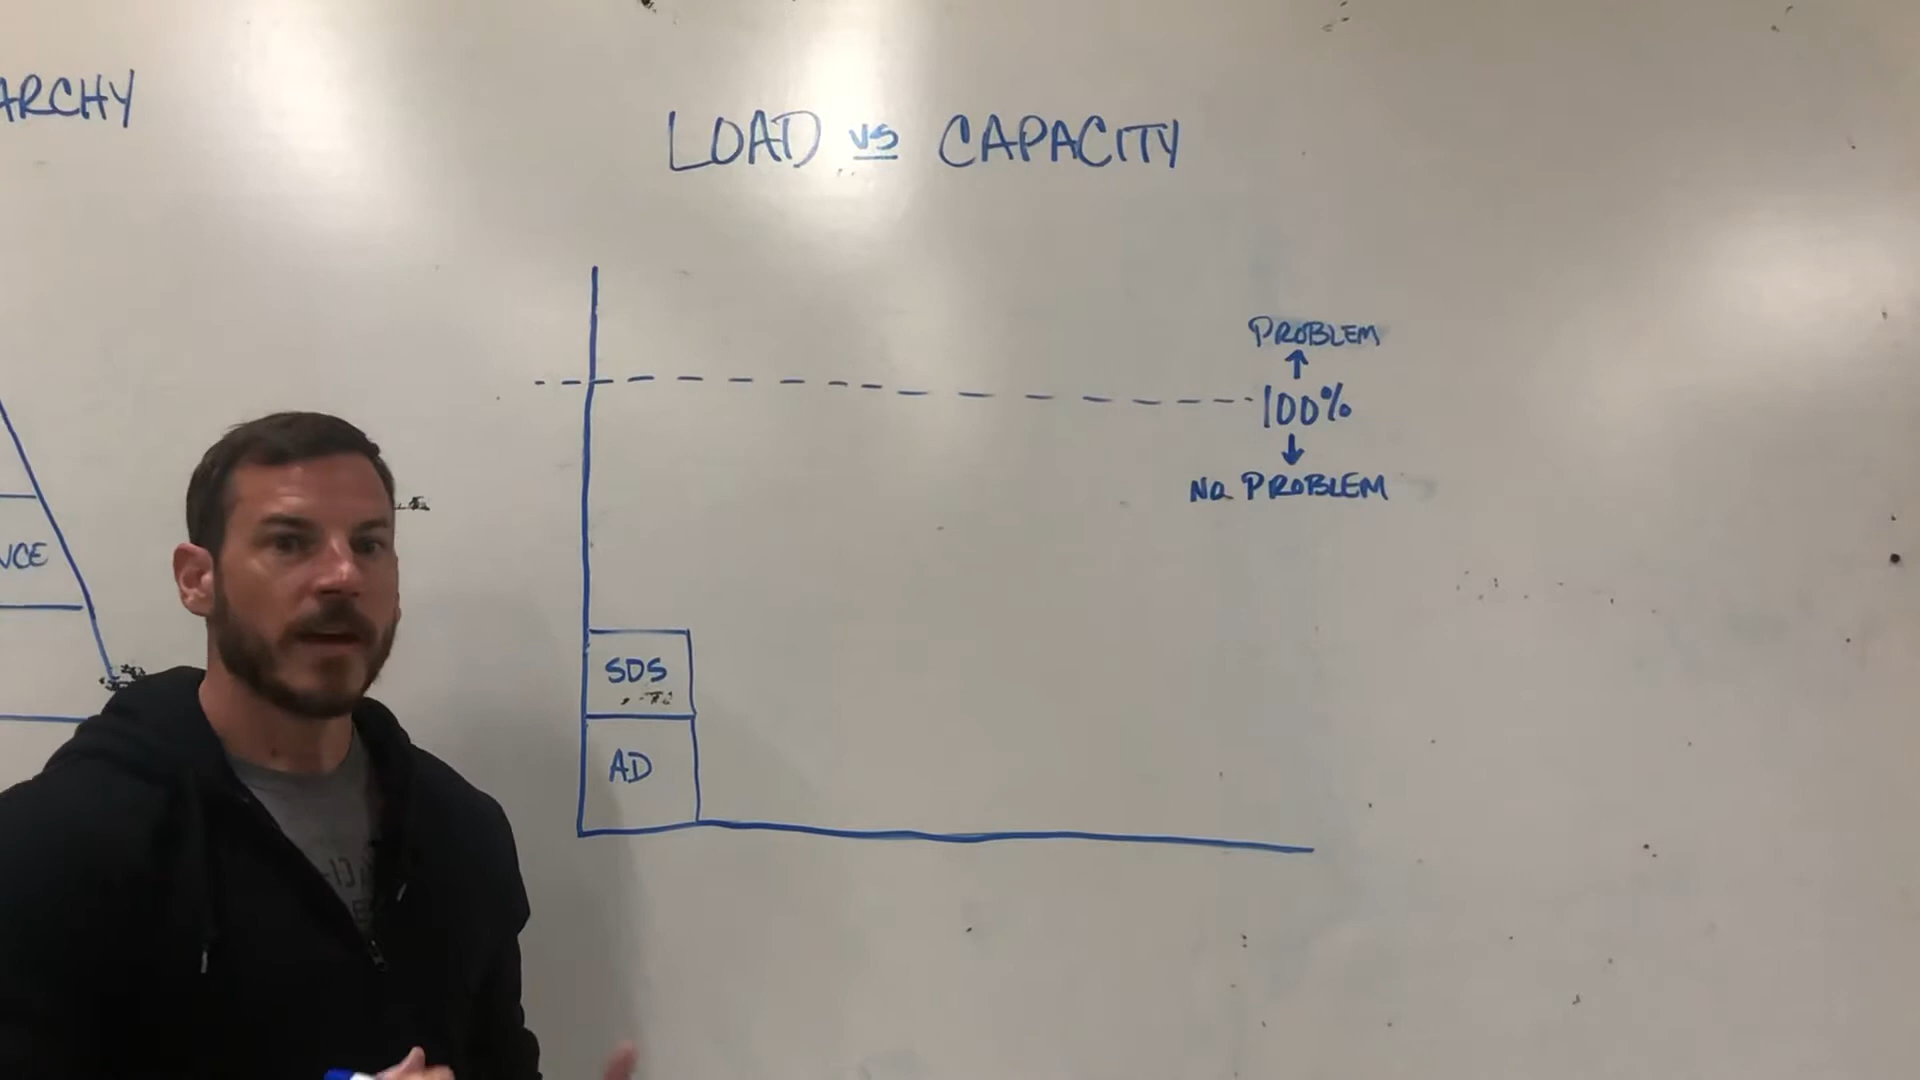 ARCHY
LOAD vs CAPACITY
PROBLEM
100%
NO PROBLEM
NCE
SDS
AD